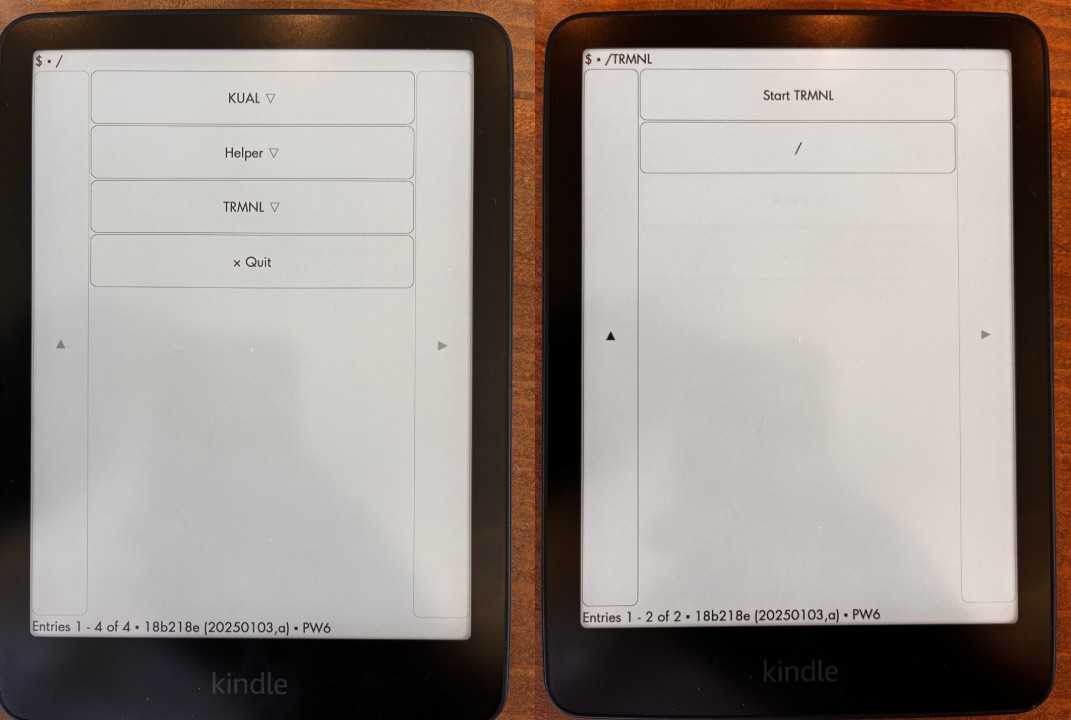 $ • /
KUAL ▽
Helper ▽
TRMNL ▽
× Quit
Entries 1 - 4 of 4 • 18b218e (20250103,a) • PW6
kindle
$ • /TRMNL
Start TRMNL
/
Entries 1 - 2 of 2 • 18b218e (20250103,a) • PW6
kindle